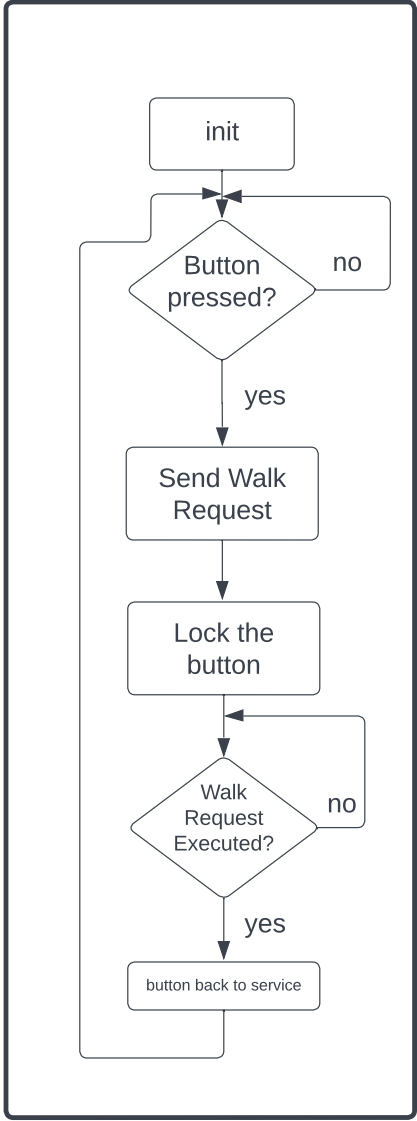 init
Button
pressed?
no
yes
Send Walk
Request
Lock the
button
Walk
Request
Executed?
no
yes
button back to service